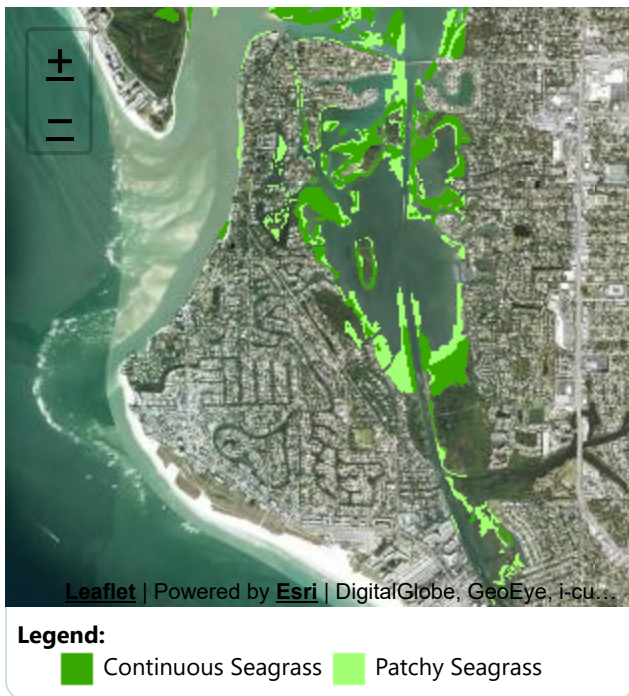 +
−
Leaflet | Powered by Esri | DigitalGlobe, GeoEye, i-cu…
Legend:
Continuous Seagrass Patchy Seagrass